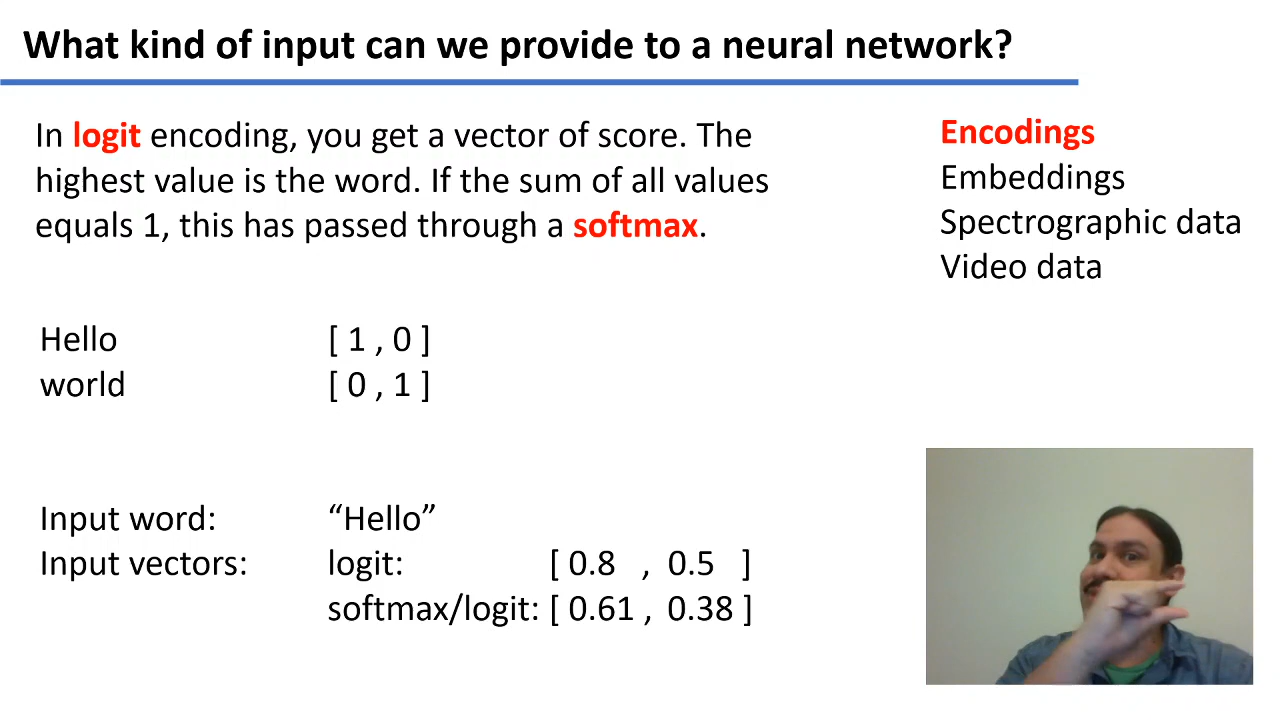 What kind of input can we provide to a neural network?
In logit encoding, you get a vector of score. The
highest value is the word. If the sum of all values
equals 1, this has passed through a softmax.
Encodings
Embeddings
Spectrographic data
Video data
Hello [ 1 , 0 ]
world [ 0 , 1 ]
Input word: “Hello”
Input vectors: logit: [ 0.8 , 0.5 ]
softmax/logit: [ 0.61 , 0.38 ]